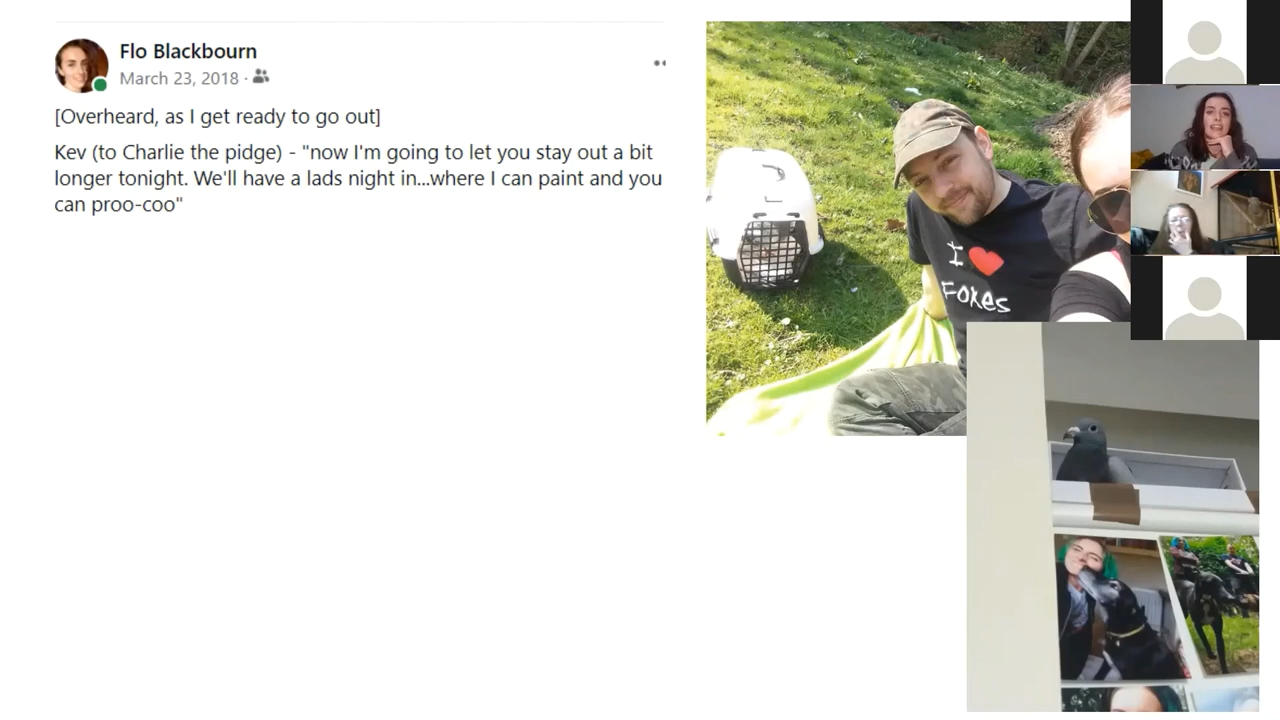 Flo Blackbourn
March 23, 2018 ·
[Overheard, as I get ready to go out]
Kev (to Charlie the pidge) - "now I'm going to let you stay out a bit
longer tonight. We'll have a lads night in...where I can paint and you
can proo-coo"
I
Foxes